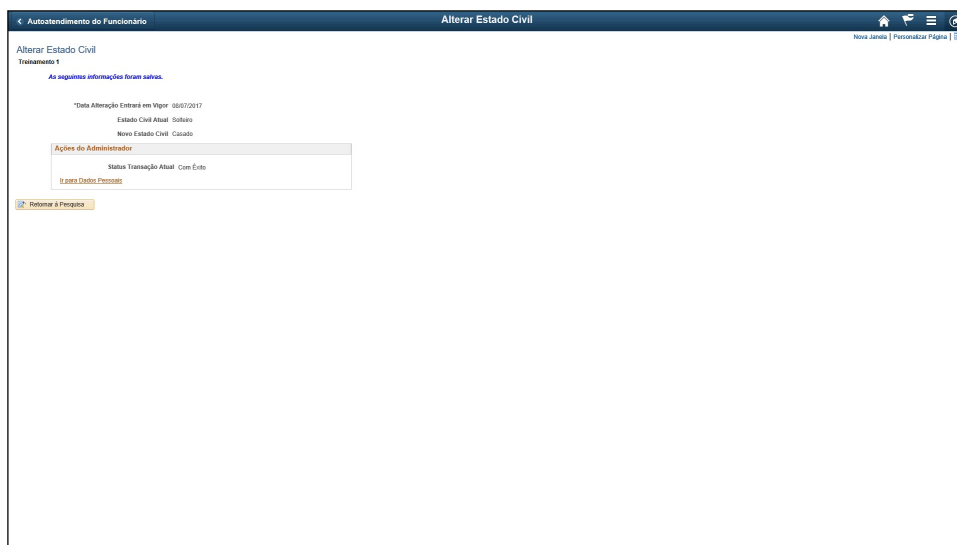 Autoatendimento do Funcionário
Alterar Estado Civil
Nova Janela | Personalizar Página |
Alterar Estado Civil
Treinamento 1
As seguintes informações foram salvas.
*Data Alteração Entrará em Vigor 08/07/2017
Estado Civil Atual Solteiro
Novo Estado Civil Casado
Ações do Administrador
Status Transação Atual Com Êxito
Ir para Dados Pessoais
Retornar à Pesquisa